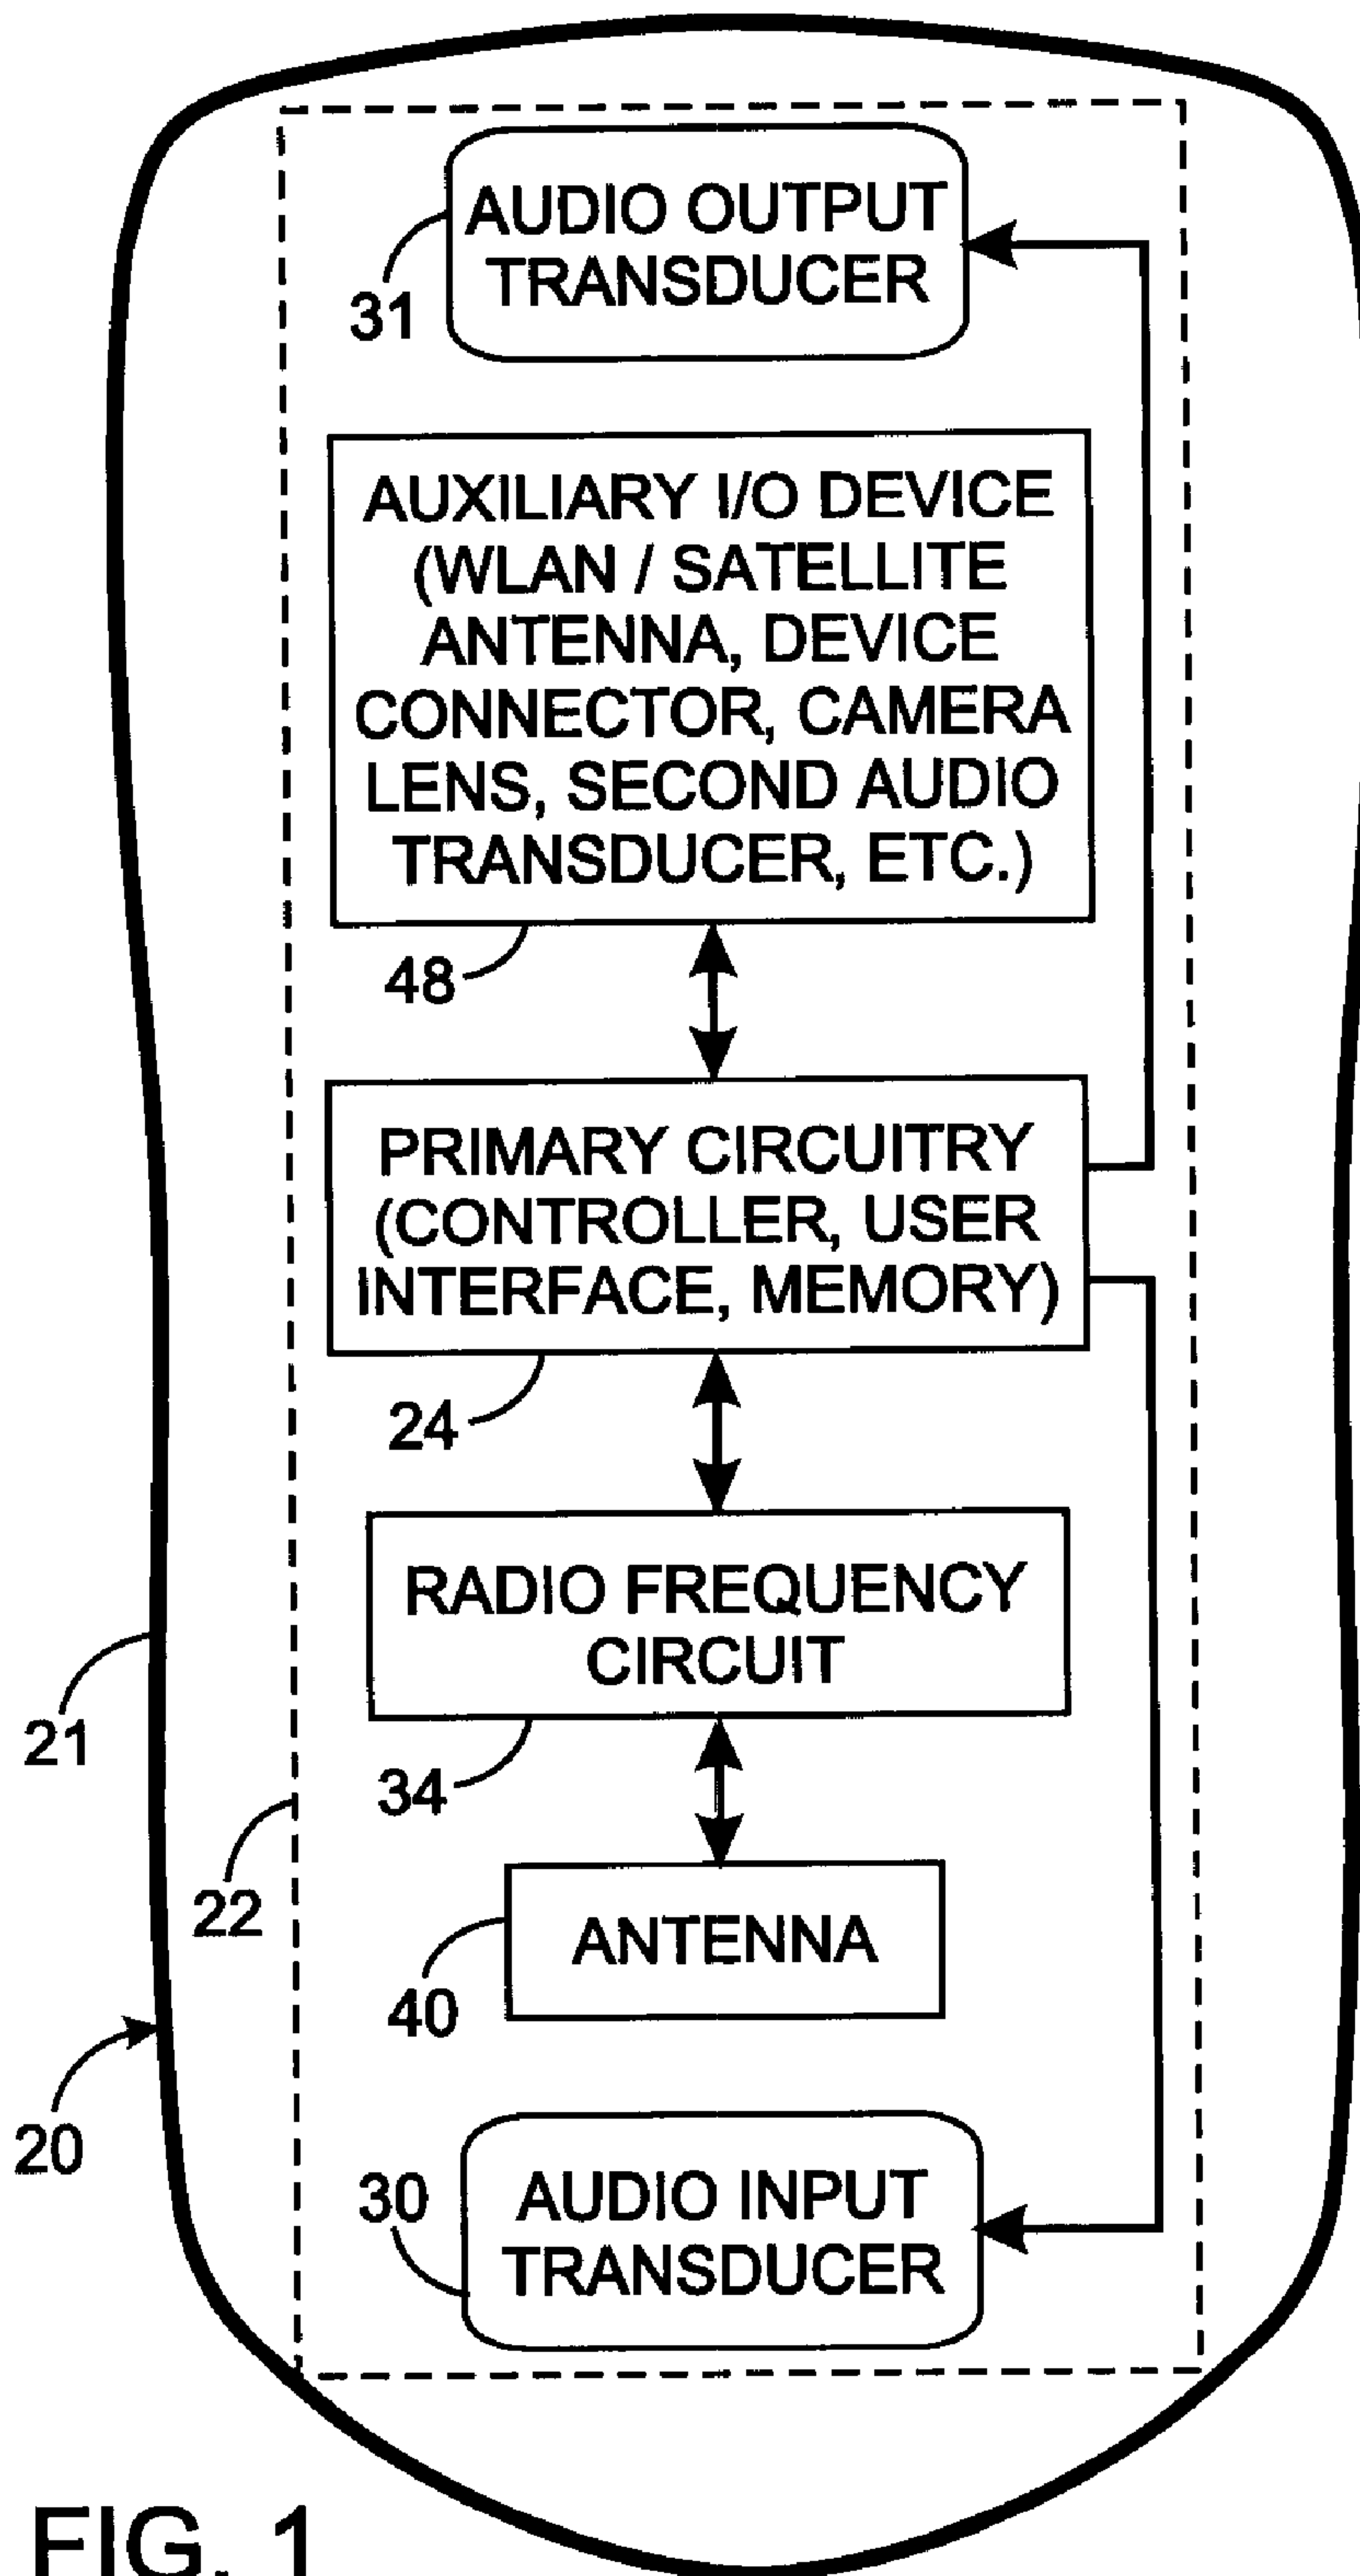 AUDIO OUTPUT
TRANSDUCER
31
AUXILIARY I/O DEVICE
(WLAN / SATELLITE
ANTENNA, DEVICE
CONNECTOR, CAMERA
LENS, SECOND AUDIO
TRANSDUCER, ETC.)
48
PRIMARY CIRCUITRY
(CONTROLLER, USER
INTERFACE, MEMORY)
24
RADIO FREQUENCY
CIRCUIT
21
34
22
ANTENNA
40
20
30
AUDIO INPUT
TRANSDUCER
FIG. 1